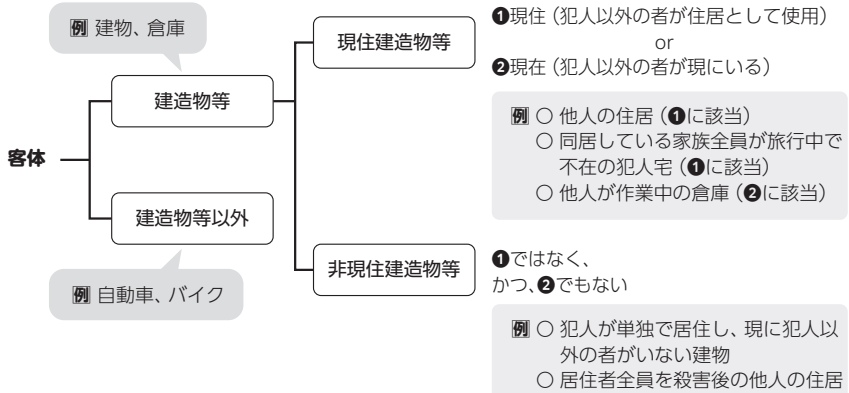 例 建物、倉庫
客体
建造物等
建造物等以外
例 自動車、バイク
現住建造物等
❶現住（犯人以外の者が住居として使用）
or
❷現在（犯人以外の者が現にいる）
例 ○ 他人の住居（❶に該当）
○ 同居している家族全員が旅行中で
不在の犯人宅（❶に該当）
○ 他人が作業中の倉庫（❷に該当）
非現住建造物等
❶ではなく、
かつ、❷でもない
例 ○ 犯人が単独で居住し、現に犯人以
外の者がいない建物
○ 居住者全員を殺害後の他人の住居